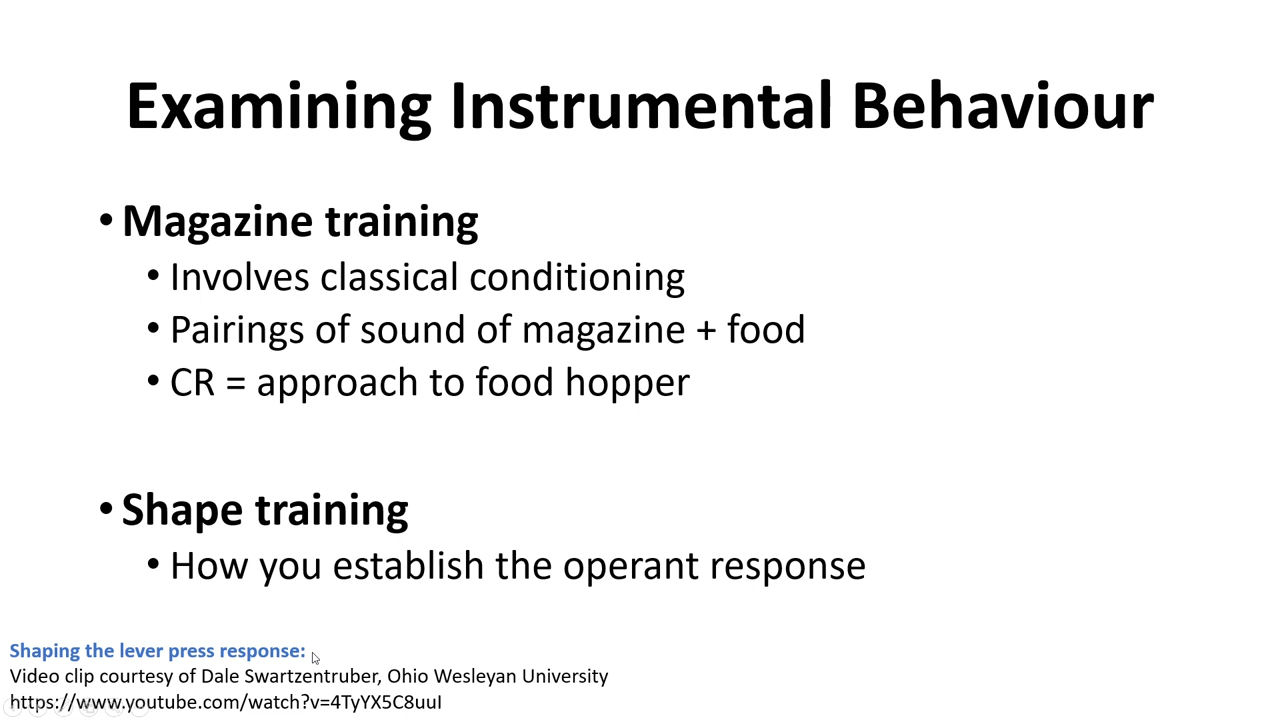 Examining Instrumental Behaviour
• Magazine training
• Involves classical conditioning
• Pairings of sound of magazine + food
• CR = approach to food hopper
• Shape training
• How you establish the operant response
Shaping the lever press response:
Video clip courtesy of Dale Swartzentruber, Ohio Wesleyan University
https://www.youtube.com/watch?v=4TyYX5C8uuI